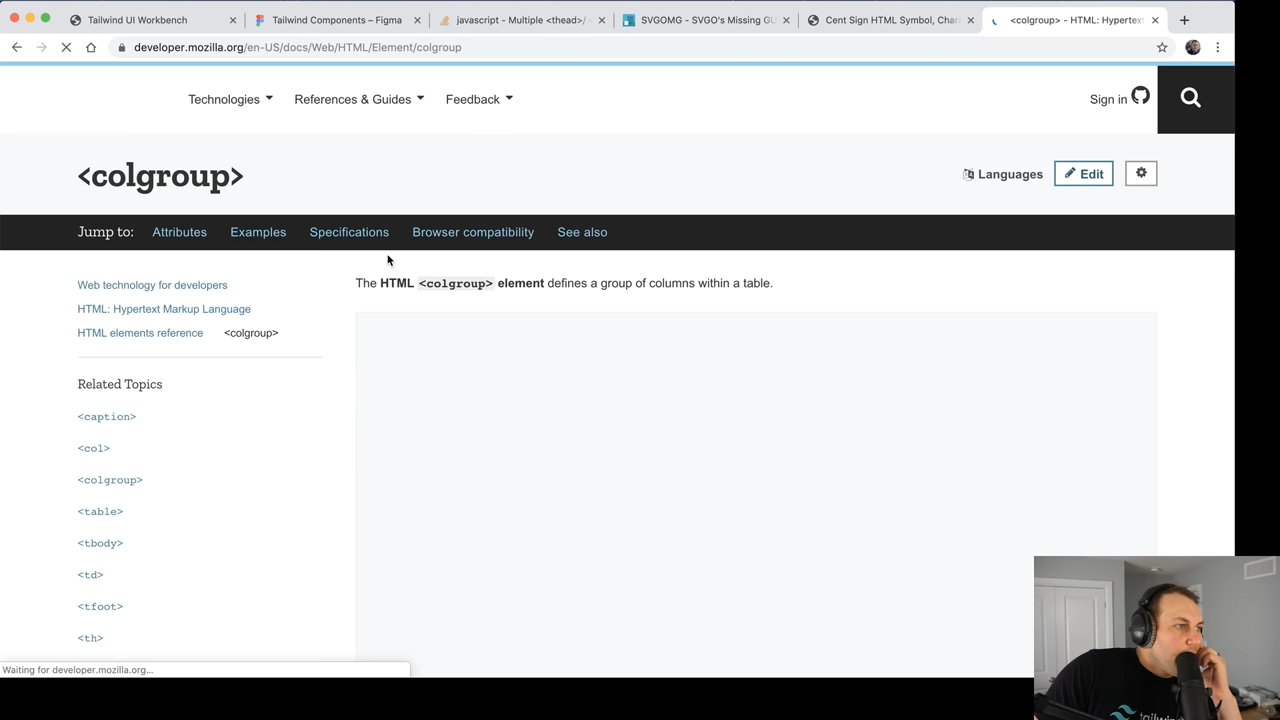 Tailwind UI Workbench
Tailwind Components – Figma
javascript - Multiple <thead>/
SVGOMG - SVGO's Missing GU
Cent Sign HTML Symbol, Char
<colgroup> - HTML: Hypertext
developer.mozilla.org/en-US/docs/Web/HTML/Element/colgroup
Technologies
References & Guides
Feedback
Sign in
<colgroup>
Languages
Edit
Jump to:
Attributes
Examples
Specifications
Browser compatibility
See also
Web technology for developers
HTML: Hypertext Markup Language
HTML elements reference
<colgroup>
Related Topics
<caption>
<col>
<colgroup>
<table>
<tbody>
<td>
<tfoot>
<th>
The HTML <colgroup> element defines a group of columns within a table.
Waiting for developer.mozilla.org...
tailwind